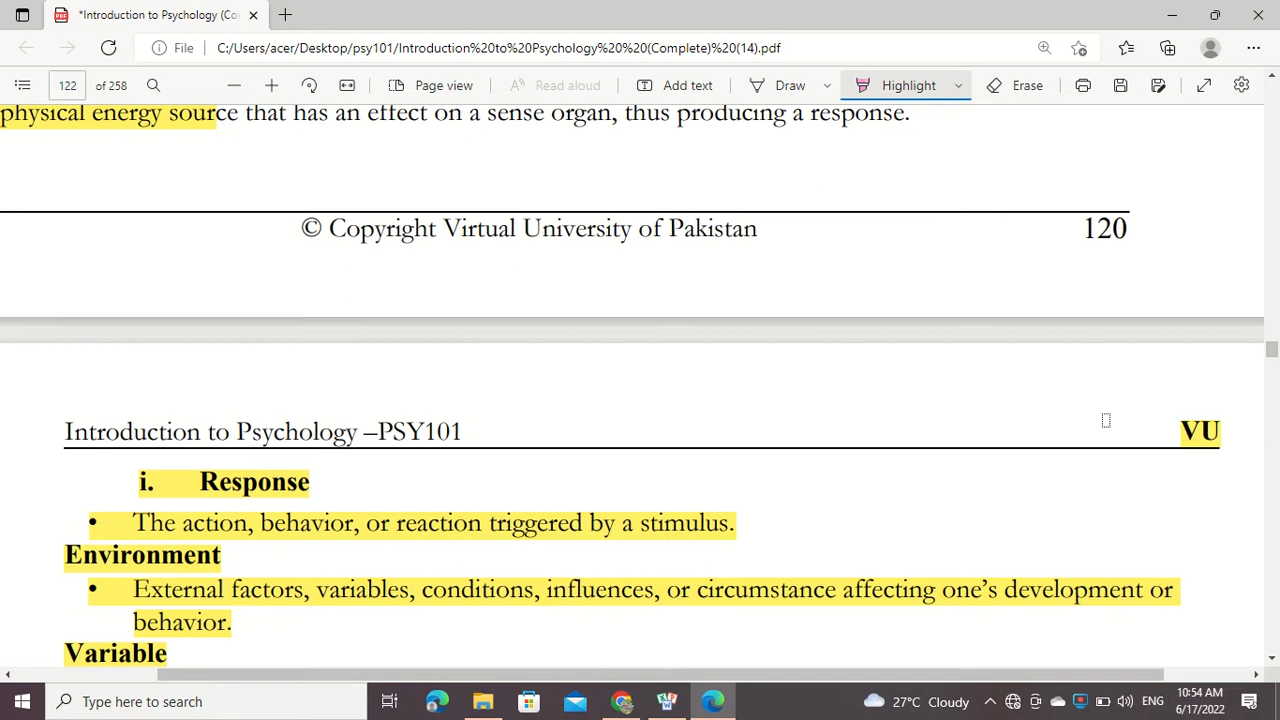 *Introduction to Psychology (Co
File C:/Users/acer/Desktop/psy101/Introduction%20to%20Psychology%20%20(Complete)%20(14).pdf
122 of 258 Page view Read aloud Add text Draw Highlight Erase
physical energy source that has an effect on a sense organ, thus producing a response.
© Copyright Virtual University of Pakistan 120
Introduction to Psychology –PSY101 VU
i. Response
• The action, behavior, or reaction triggered by a stimulus.
Environment
• External factors, variables, conditions, influences, or circumstance affecting one’s development or
behavior.
Variable
Type here to search 27°C Cloudy ENG 10:54 AM
6/17/2022